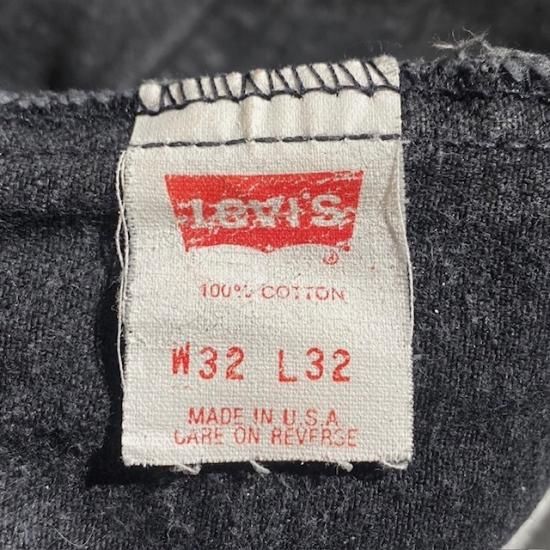 LEVI'S
®
100% COTTON
W32 L32
MADE IN U.S.A
CARE ON REVERSE